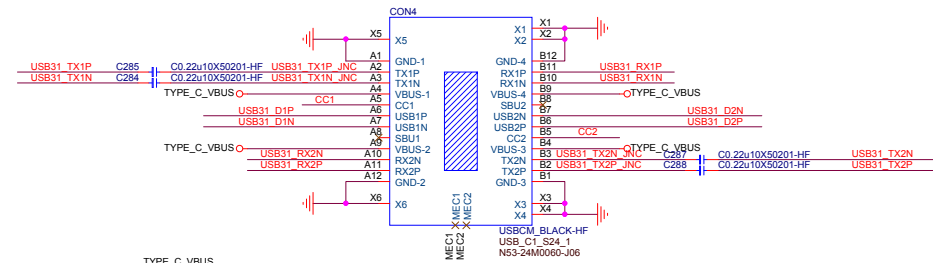 CON4
X5 X5 X1 X1
X2 X2
A1 GND-1 GND-4 B12
USB31_TX1P C285 C0.22u10X50201-HF USB31_TX1P_JNC A2 TX1P RX1P B11 USB31_RX1P
USB31_TX1N C284 C0.22u10X50201-HF USB31_TX1N_JNC A3 TX1N RX1N B10 USB31_RX1N
TYPE_C_VBUS A4 VBUS-1 VBUS-4 B9 TYPE_C_VBUS
CC1 A5 CC1 SBU2 B8
USB31_D1P A6 USB1P USB2N B7 USB31_D2N
USB31_D1N A7 USB1N USB2P B6 USB31_D2P
A8 SBU1 CC2 B5 CC2
TYPE_C_VBUS A9 VBUS-2 VBUS-3 B4 TYPE_C_VBUS
USB31_RX2N A10 RX2N TX2N B3 USB31_TX2N_JNC C287 C0.22u10X50201-HF USB31_TX2N
USB31_RX2P A11 RX2P TX2P B2 USB31_TX2P_JNC C288 C0.22u10X50201-HF USB31_TX2P
A12 GND-2 GND-3 B1
X6 X6 X3 X3
X4 X4
MEC1 MEC2
MEC1 MEC2
USBCM_BLACK-HF
USB_C1_S24_1
N53-24M0060-J06
TYPE_C_VBUS